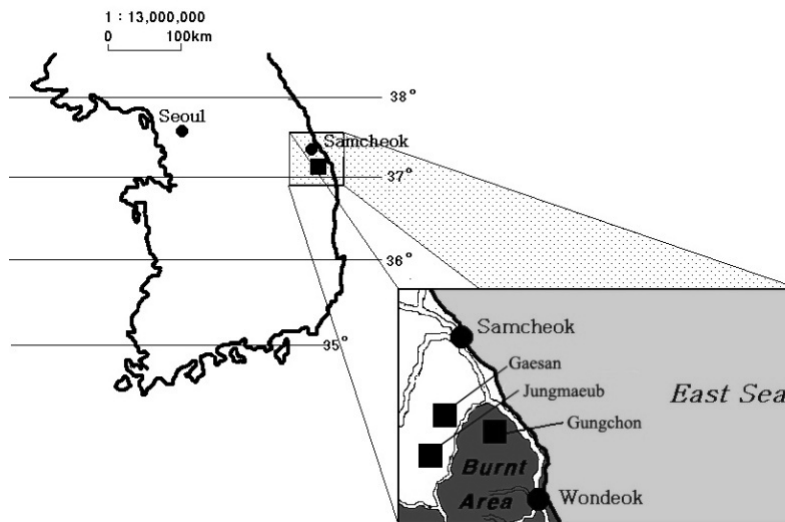 1 : 13,000,000
0 100km
38°
Seoul
Samcheok
37°
36°
35°
Samcheok
Gaesan
Jungmaeub
East Sea
Gungchon
Burnt
Area
Wondeok